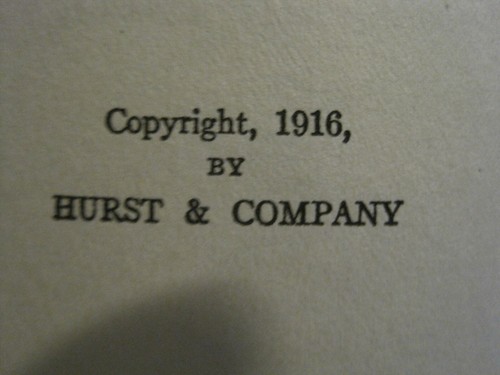 Copyright, 1916,
BY
HURST & COMPANY